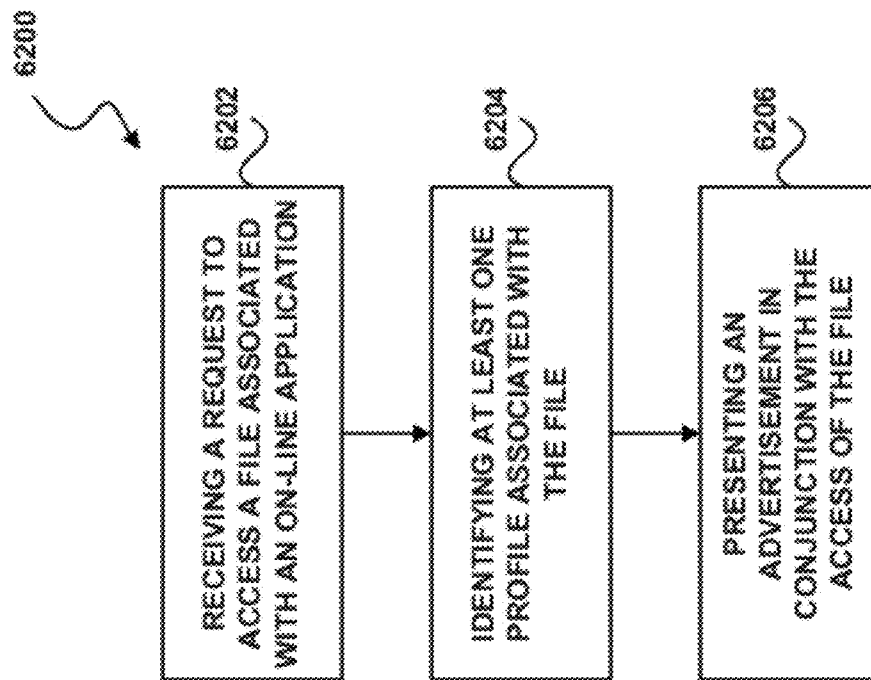 6200
RECEIVING A REQUEST TO
ACCESS A FILE ASSOCIATED
WITH AN ON-LINE APPLICATION
6202
IDENTIFYING AT LEAST ONE
PROFILE ASSOCIATED WITH
THE FILE
6204
PRESENTING AN
ADVERTISEMENT IN
CONJUNCTION WITH THE
ACCESS OF THE FILE
6206